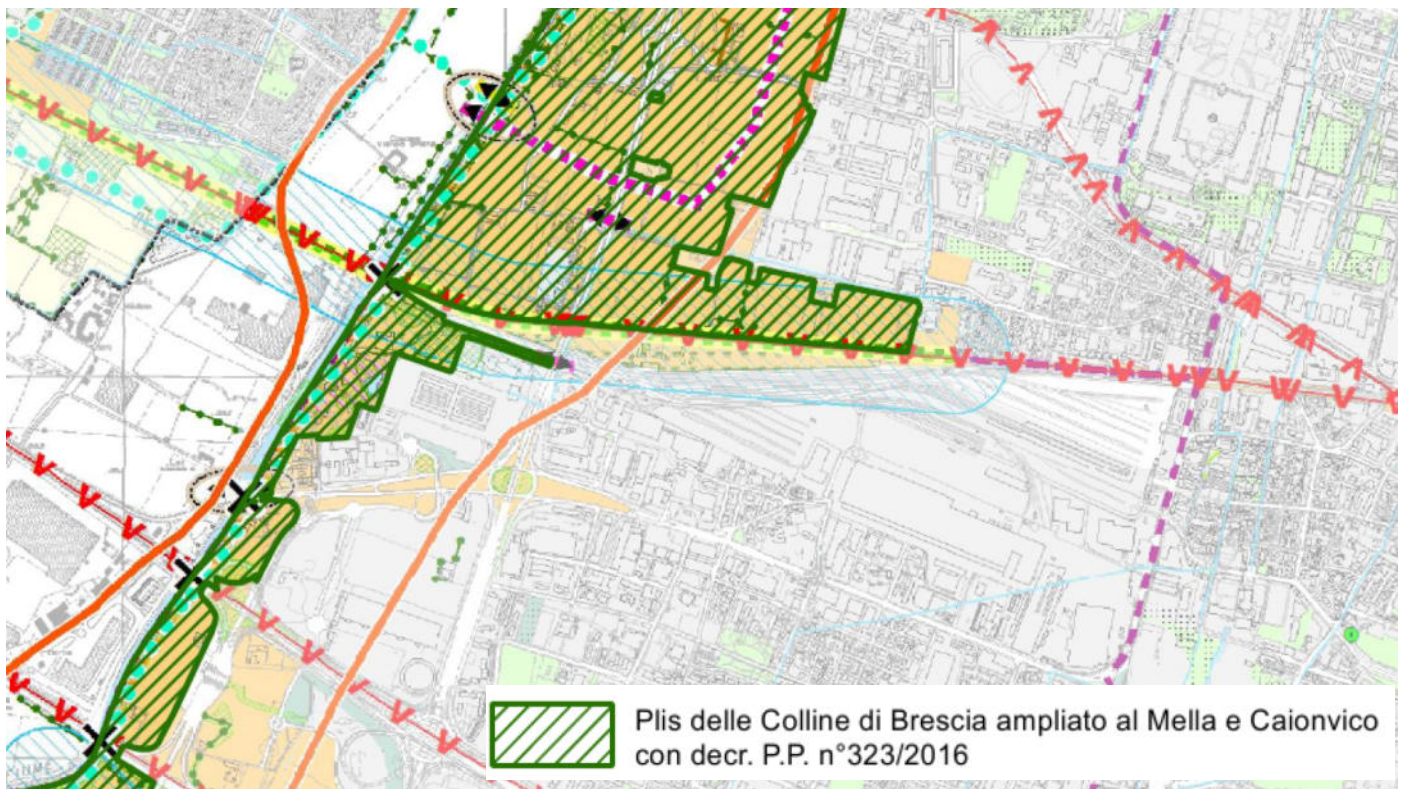 Plis delle Colline di Brescia ampliato al Mella e Caionvico
con decr. P.P. n°323/2016